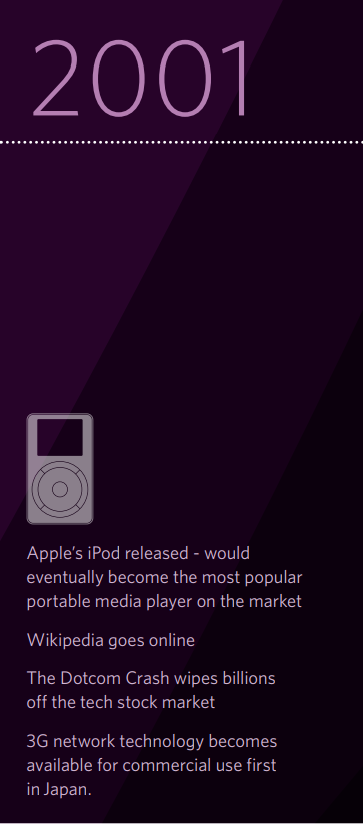 2001
Apple’s iPod released - would
eventually become the most popular
portable media player on the market
Wikipedia goes online
The Dotcom Crash wipes billions
off the tech stock market
3G network technology becomes
available for commercial use first
in Japan.